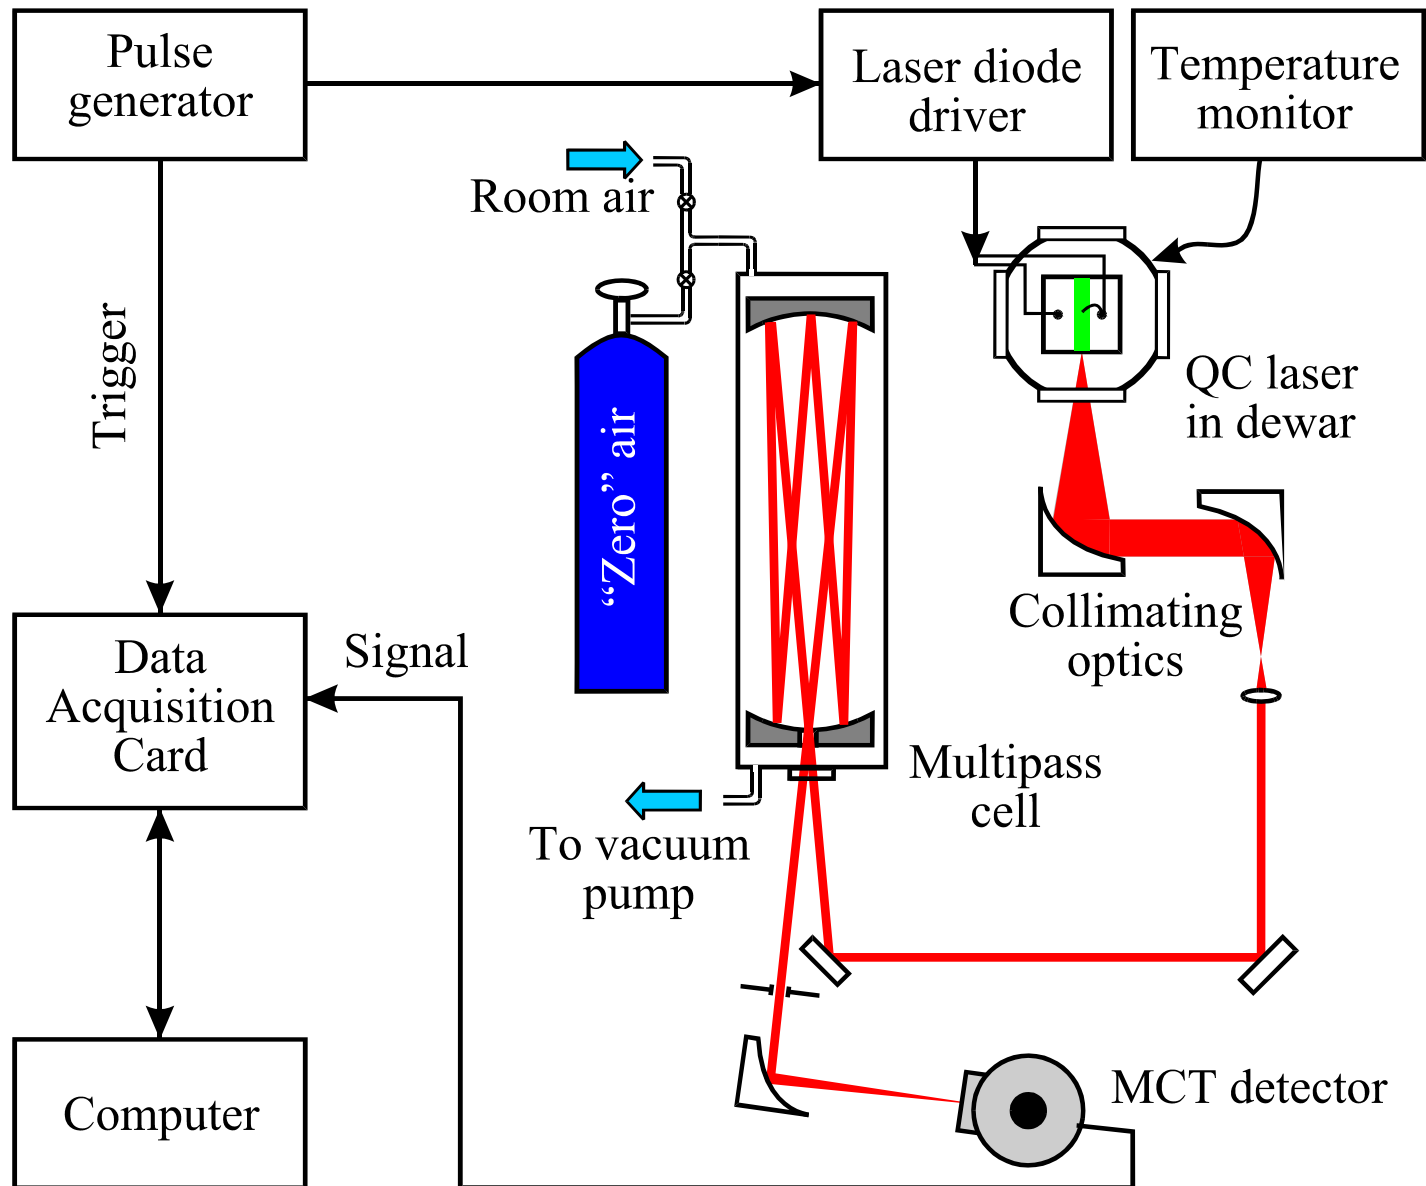 Pulse
generator
Laser diode
driver
Temperature
monitor
Room air
Trigger
“Zero” air
QC laser
in dewar
Collimating
optics
Data
Acquisition
Card
Signal
Multipass
cell
To vacuum
pump
Computer
MCT detector